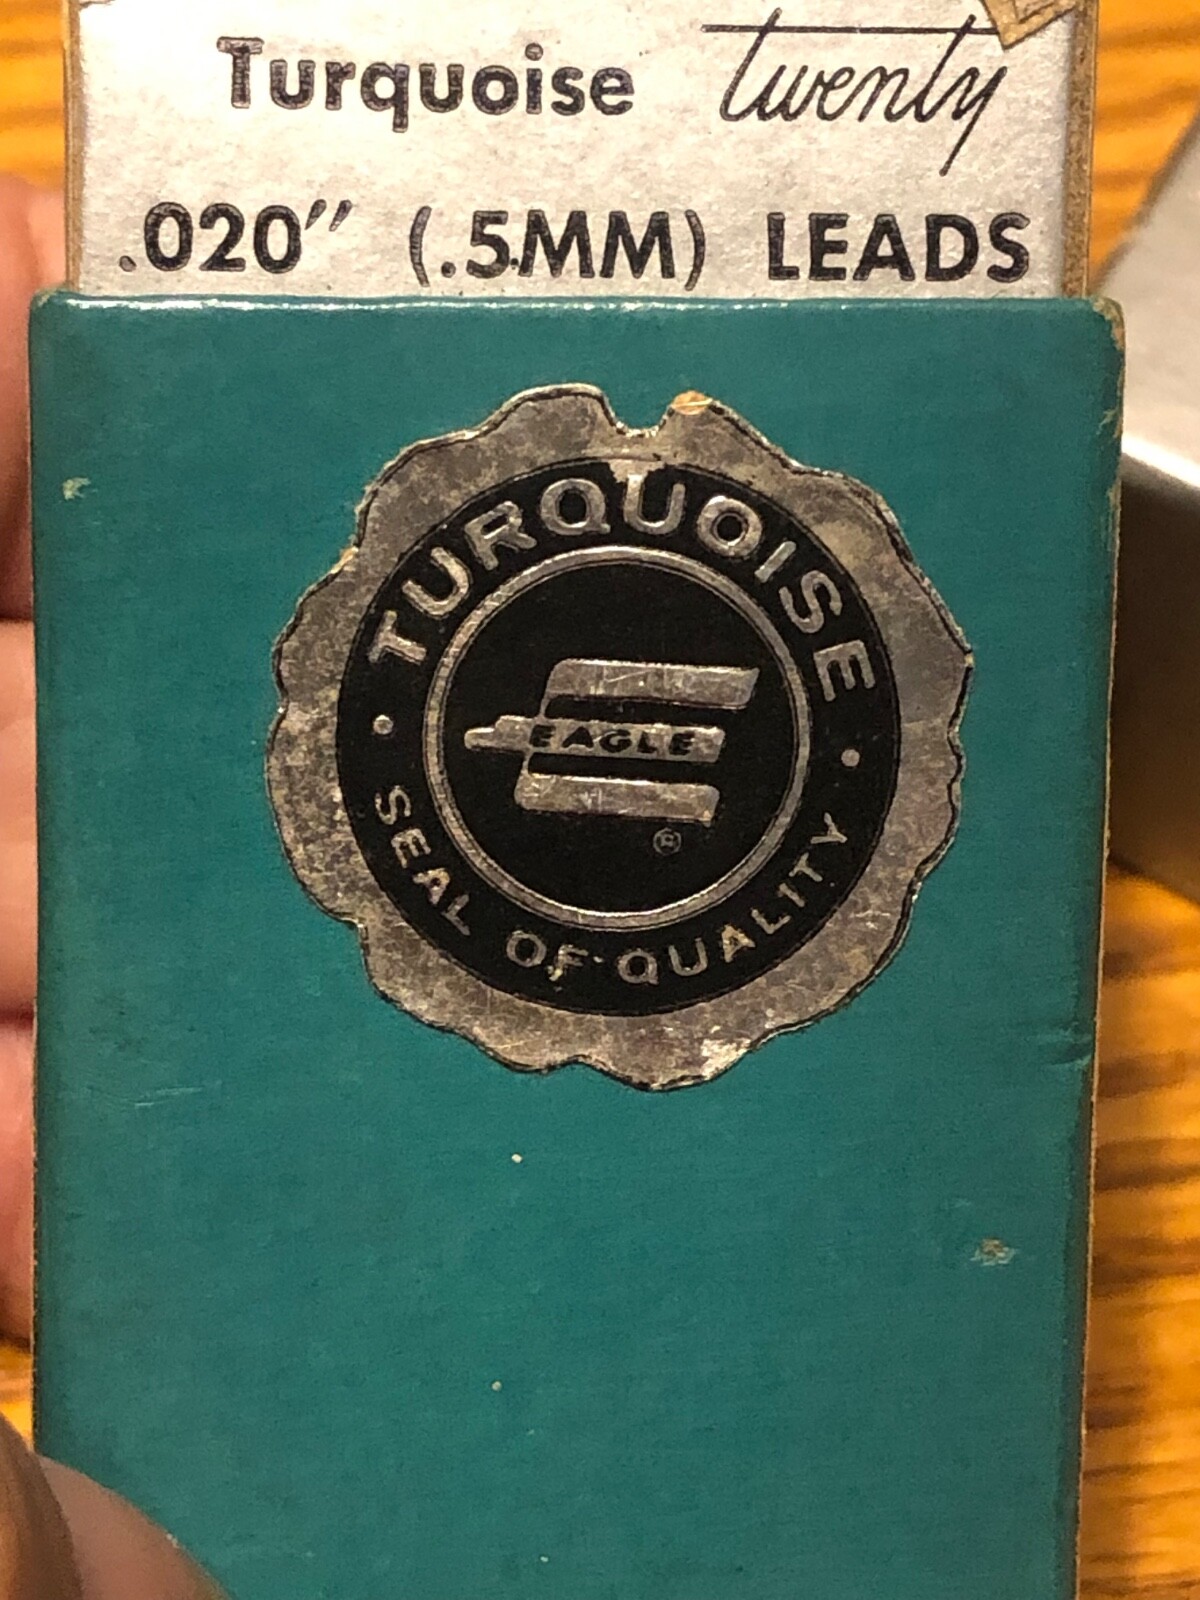 Turquoise twenty
.020" (.5MM) LEADS
TURQUOISE
EAGLE
®
SEAL OF QUALITY